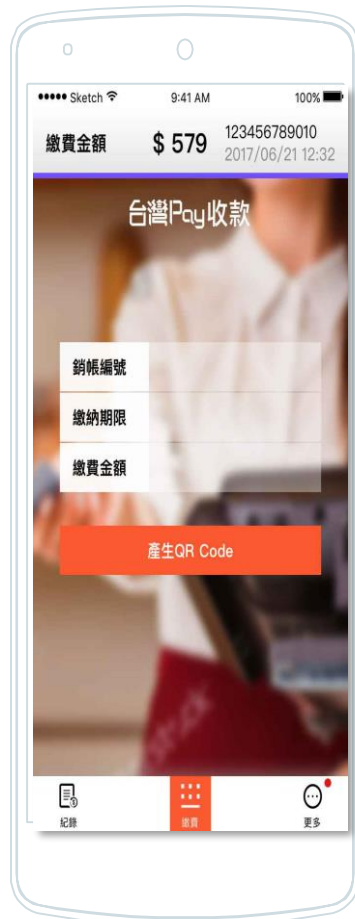 ••••• Sketch 9:41 AM 100%
繳費金額 $ 579 123456789010
2017/06/21 12:32
台灣Pay收款
銷帳編號
繳納期限
繳費金額
產生QR Code
紀錄 繳費 更多